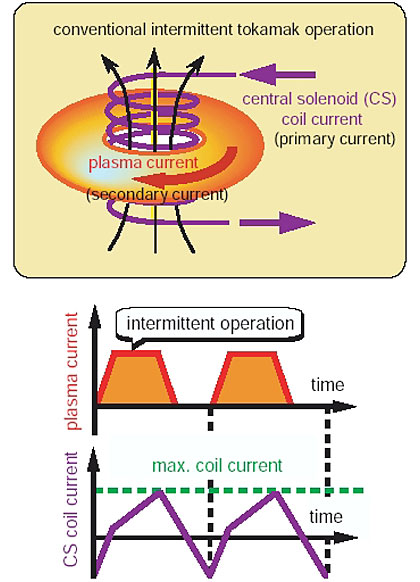 conventional intermittent tokamak operation
central solenoid (CS)
coil current
(primary current)
plasma current
(secondary current)
intermittent operation
plasma current
time
max. coil current
CS coil current
time